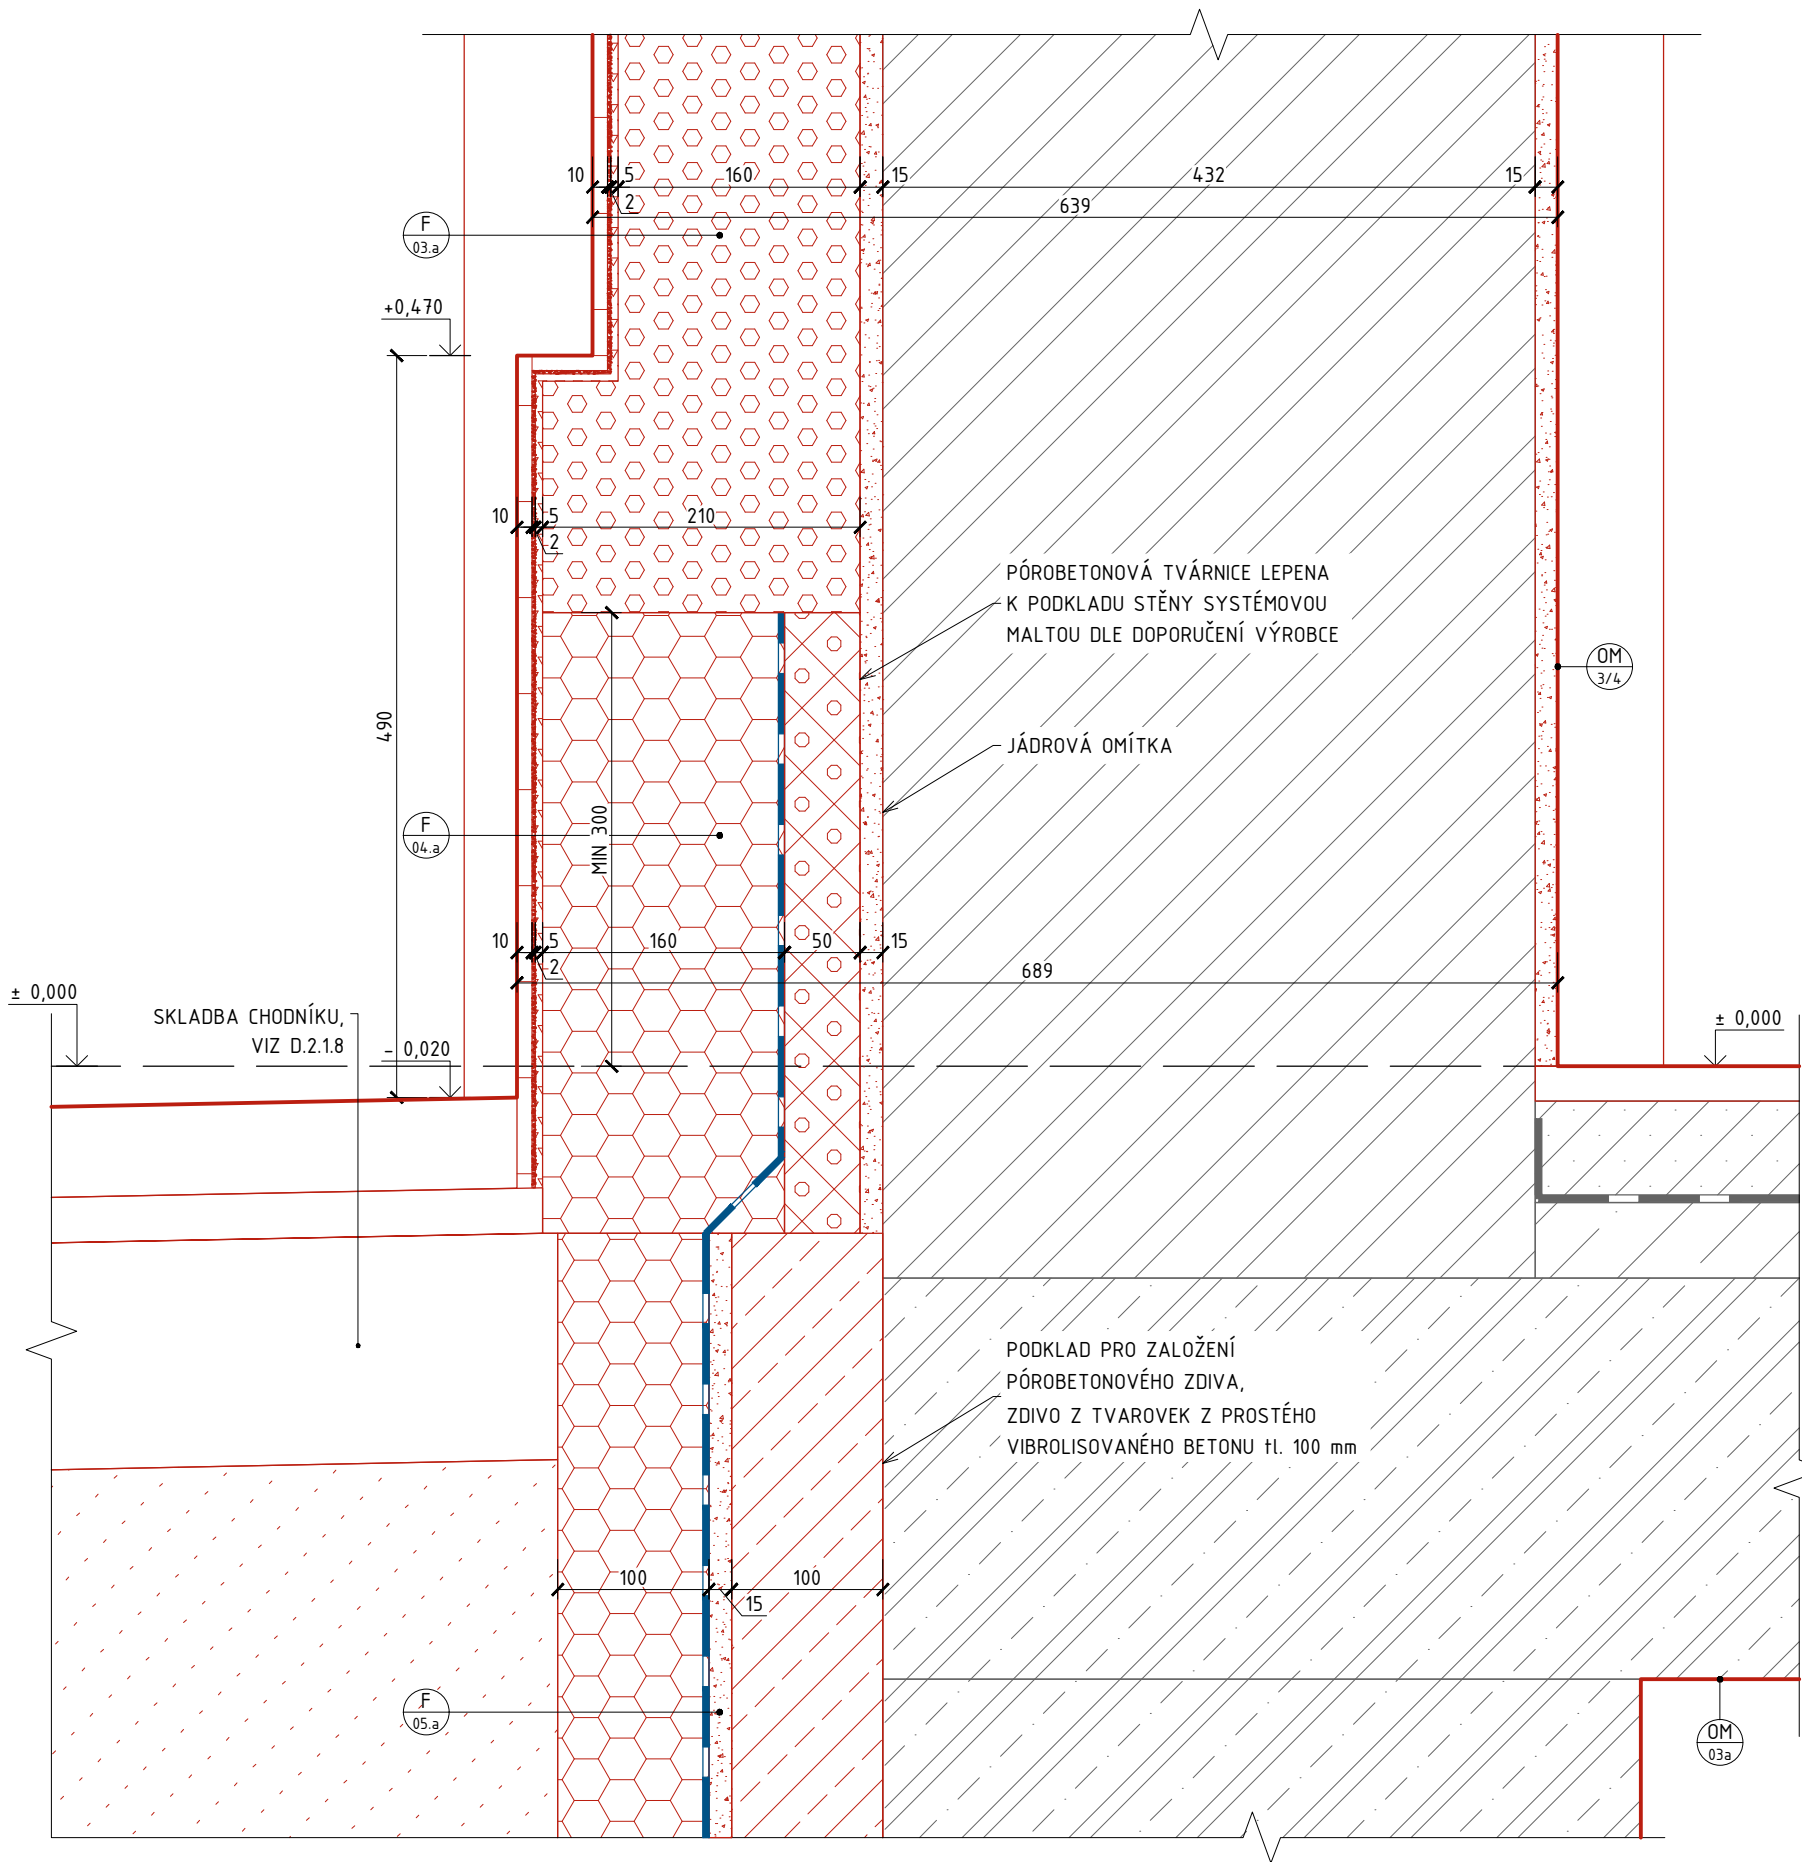 10
5
160
15
432
15
2
639
F
03.a
+0,470
10
5
210
2
PÓROBETONOVÁ TVÁRNICE LEPENA
K PODKLADU STĚNY SYSTÉMOVOU
MALTOU DLE DOPORUČENÍ VÝROBCE
OM
3/4
490
JÁDROVÁ OMÍTKA
F
04.a
MIN 300
10
5
160
50
15
2
689
± 0,000
SKLADBA CHODNÍKU,
VIZ D.2.1.8
- 0,020
± 0,000
PODKLAD PRO ZALOŽENÍ
PÓROBETONOVÉHO ZDIVA,
ZDIVO Z TVAROVEK Z PROSTÉHO
VIBROLISOVANÉHO BETONU tl. 100 mm
100
100
15
F
05.a
OM
03a